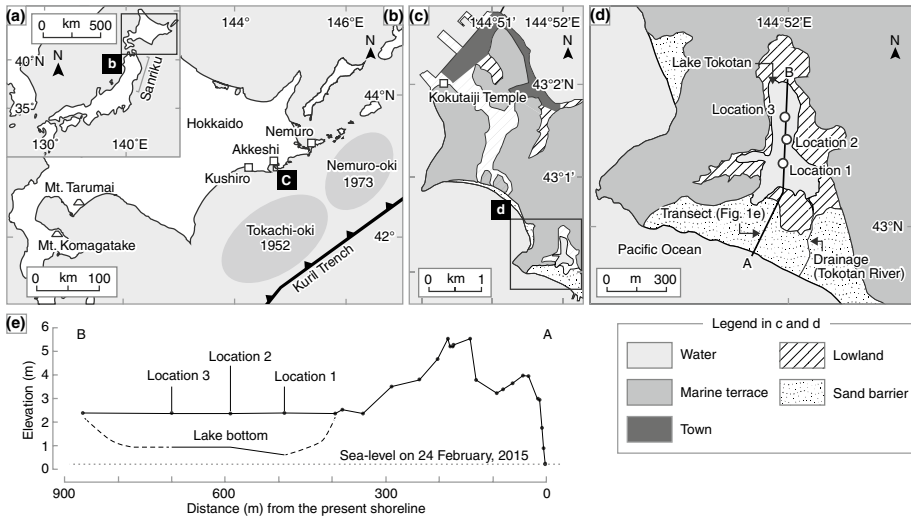 (a)
0 km 500
N
b
40°N
35°
130°
140°E
Sanriku
144°
146°E
(b)
N
44°N
Hokkaido
Nemuro
Akkeshi
Kushiro
C
Nemuro-oki
1973
Mt. Tarumai
Tokachi-oki
1952
42°
Mt. Komagatake
Kuril Trench
0 km 100
(c)
144°51'
144°52'E
N
43°2'N
Kokutaiji Temple
43°1'
d
0 km 1
(d)
144°52'E
N
Lake Tokotan
B
Location 3
Location 2
Location 1
Transect (Fig. 1e)
43°N
Pacific Ocean
A
Drainage
(Tokotan River)
0 m 300
(e)
B
A
6
5
4
3
2
1
0
Elevation (m)
Location 2
Location 3
Location 1
Lake bottom
Sea-level on 24 February, 2015
900
600
300
0
Distance (m) from the present shoreline
Legend in c and d
Water
Lowland
Marine terrace
Sand barrier
Town